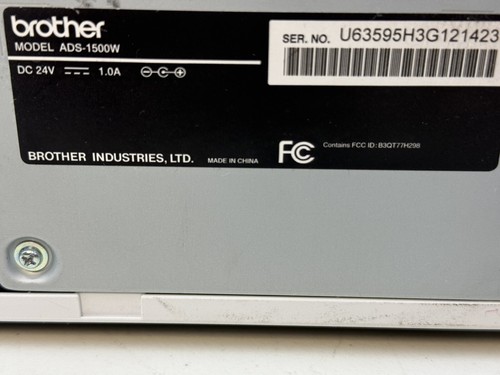 brother
MODEL ADS-1500W
DC 24V 1.0A
SER. NO. U63595H3G121423
BROTHER INDUSTRIES, LTD. MADE IN CHINA FC Contains FCC ID: B3QT77H298